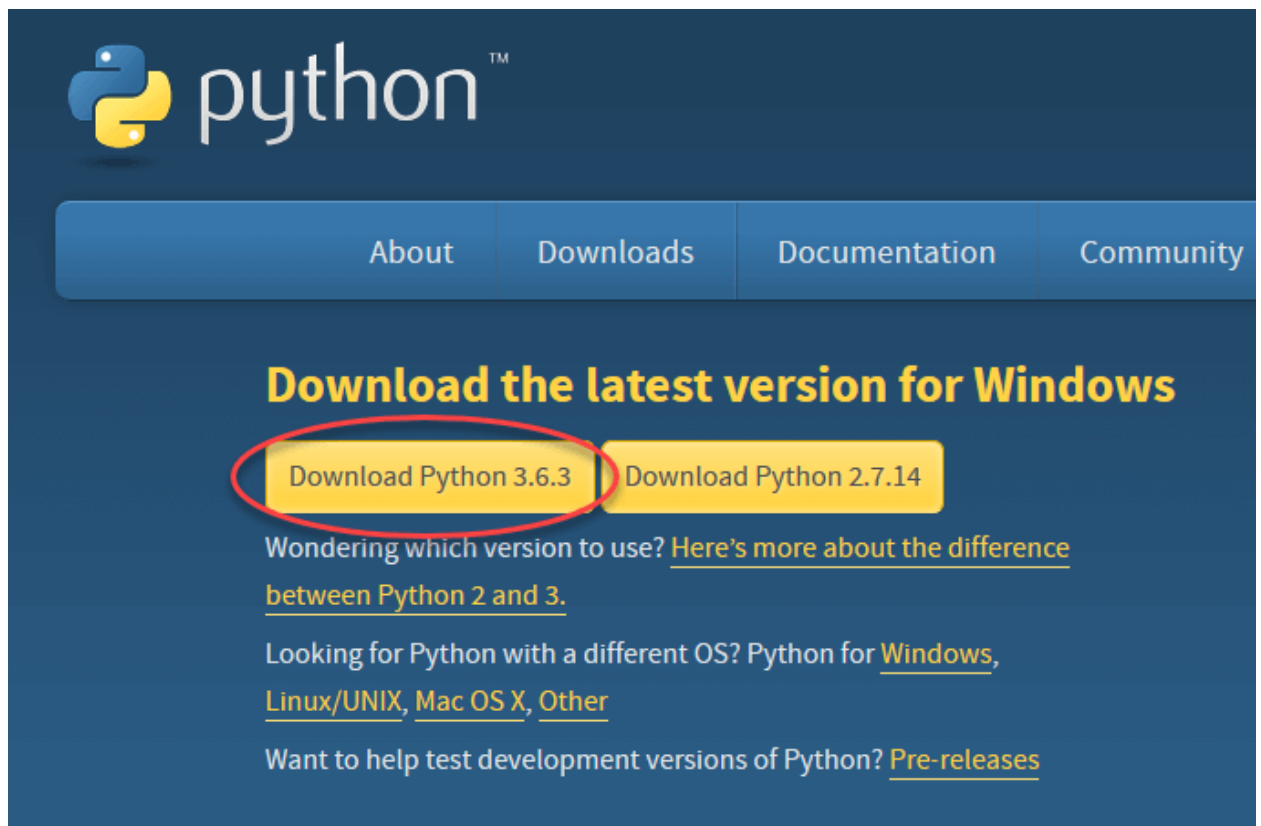 python™
About Downloads Documentation Community
Download the latest version for Windows
Download Python 3.6.3 Download Python 2.7.14
Wondering which version to use? Here’s more about the difference
between Python 2 and 3.
Looking for Python with a different OS? Python for Windows,
Linux/UNIX, Mac OS X, Other
Want to help test development versions of Python? Pre-releases